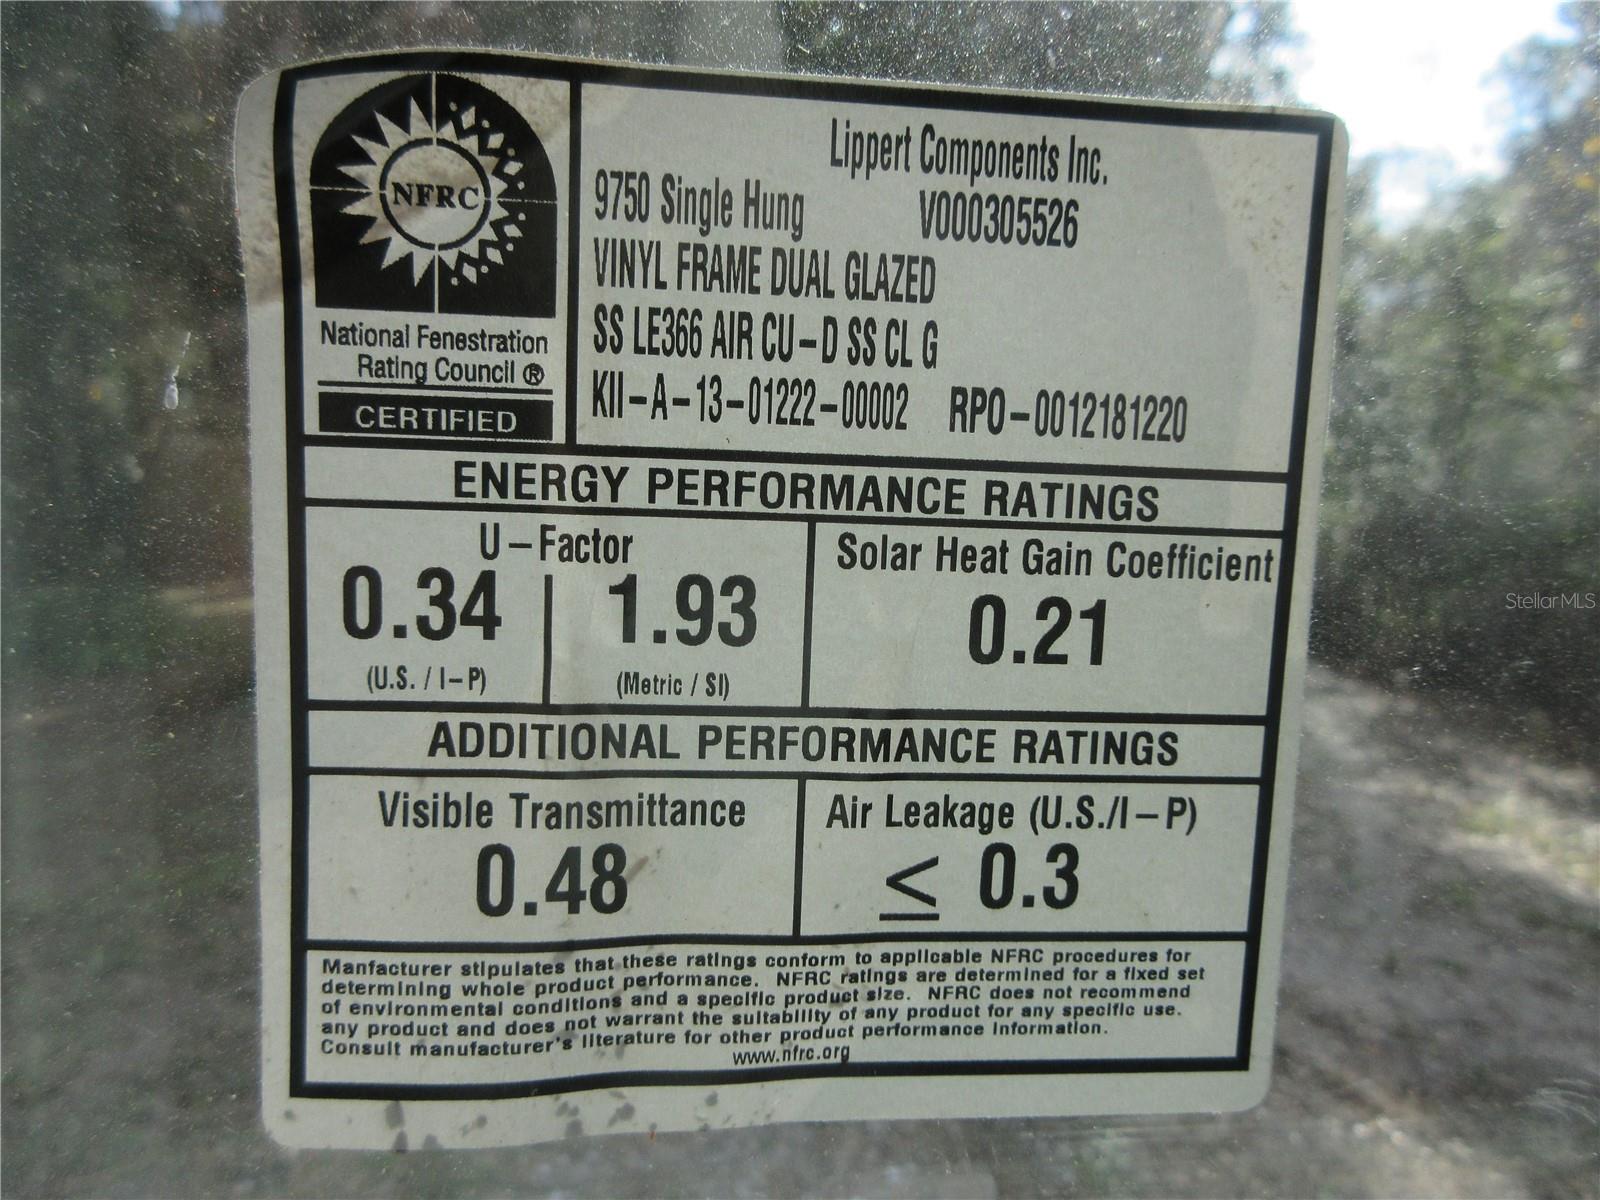 NFRC
National Fenestration
Rating Council ®
CERTIFIED
Lippert Components Inc.
9750 Single Hung V000305526
VINYL FRAME DUAL GLAZED
SS LE366 AIR CU-D SS CL G
KII-A-13-01222-00002 RPO-0012181220
ENERGY PERFORMANCE RATINGS
U-Factor
0.34 1.93
(U.S. / I-P) (Metric / SI)
Solar Heat Gain Coefficient
0.21
ADDITIONAL PERFORMANCE RATINGS
Visible Transmittance
0.48
Air Leakage (U.S./I-P)
≤ 0.3
Manfacturer stipulates that these ratings conform to applicable NFRC procedures for
determining whole product performance. NFRC ratings are determined for a fixed set
of environmental conditions and a specific product size. NFRC does not recommend
any product and does not warrant the suitability of any product for any specific use.
Consult manufacturer's literature for other product performance information.
www.nfrc.org
StellarMLS